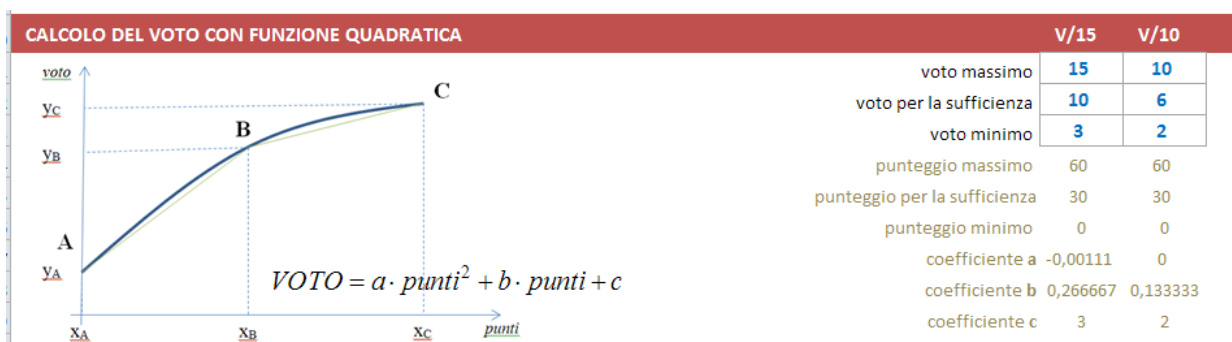 CALCOLO DEL VOTO CON FUNZIONE QUADRATICA V/15 V/10
voto
voto massimo 15 10
C
yC
voto per la sufficienza 10 6
B
voto minimo 3 2
yB
punteggio massimo 60 60
punteggio per la sufficienza 30 30
punteggio minimo 0 0
A
coefficiente a -0,00111 0
yA
VOTO = a· punti² + b· punti + c
coefficiente b 0,266667 0,133333
coefficiente c 3 2
xA xB xC punti